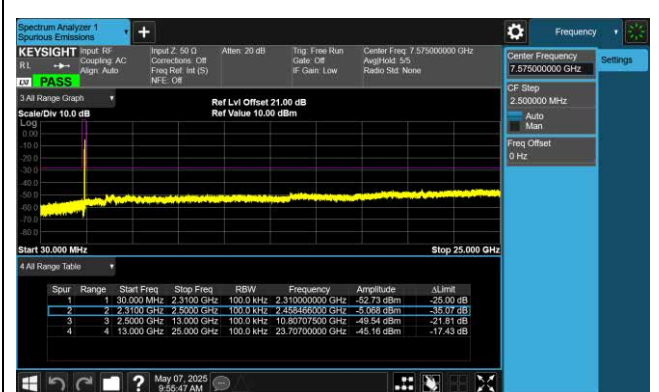 Spectrum Analyzer 1
Spurious Emissions
+
Frequency
KEYSIGHT
Input: RF
Input Z: 50 Ω
Atten: 20 dB
Trig: Free Run
Center Freq: 7.575000000 GHz
RL
Coupling: AC
Corrections: Off
Gate: Off
Avg|Hold: 5/5
Align: Auto
Freq Ref: Int (S)
IF Gain: Low
Radio Std: None
NFE: Off
LXI
PASS
Center Frequency
7.575000000 GHz
Settings
CF Step
2.500000 MHz
Auto
Man
Freq Offset
0 Hz
3 All Range Graph
Ref Lvl Offset 21.00 dB
Scale/Div 10.0 dB
Ref Value 10.00 dBm
Log
0.00
-10.0
-20.0
-30.0
-40.0
-50.0
-60.0
-70.0
-80.0
Start 30.000 MHz
Stop 25.000 GHz
4 All Range Table
Spur Range Start Freq Stop Freq RBW Frequency Amplitude ΔLimit
1 1 30.000 MHz 2.3100 GHz 100.0 kHz 2.310000000 GHz -52.73 dBm -25.00 dB
2 2 2.3100 GHz 2.5000 GHz 100.0 kHz 2.458466000 GHz -5.068 dBm -35.07 dB
3 3 2.5000 GHz 13.000 GHz 100.0 kHz 10.80707500 GHz -49.54 dBm -21.81 dB
4 4 13.000 GHz 25.000 GHz 100.0 kHz 23.70700000 GHz -45.16 dBm -17.43 dB
?
May 07, 2025
9:55:47 AM